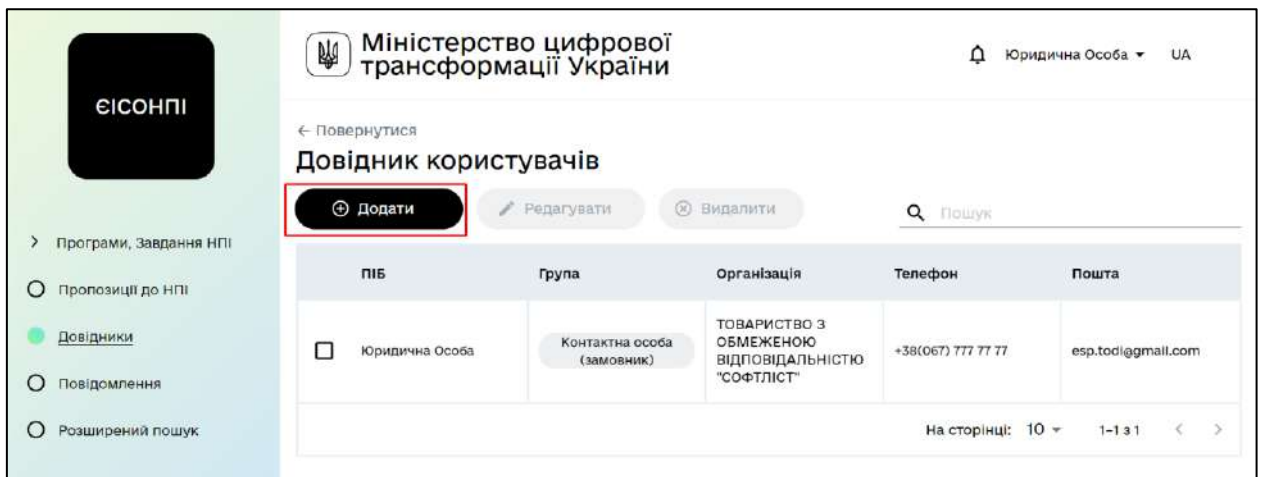 ЄІСОНПІ
Міністерство цифрової
трансформації України
Юридична Особа
UA
← Повернутися
Довідник користувачів
Додати
Редагувати
Видалити
Пошук
> Програми, Завдання НПІ
Пропозиції до НПІ
Довідники
Повідомлення
Розширений пошук
ПІБ
Група
Організація
Телефон
Пошта
Юридична Особа
Контактна особа
(замовник)
ТОВАРИСТВО З
ОБМЕЖЕНОЮ
ВІДПОВІДАЛЬНІСТЮ
"СОФТЛІСТ"
+38(067) 777 77 77
esp.todi@gmail.com
На сторінці: 10
1-1 з 1
< >